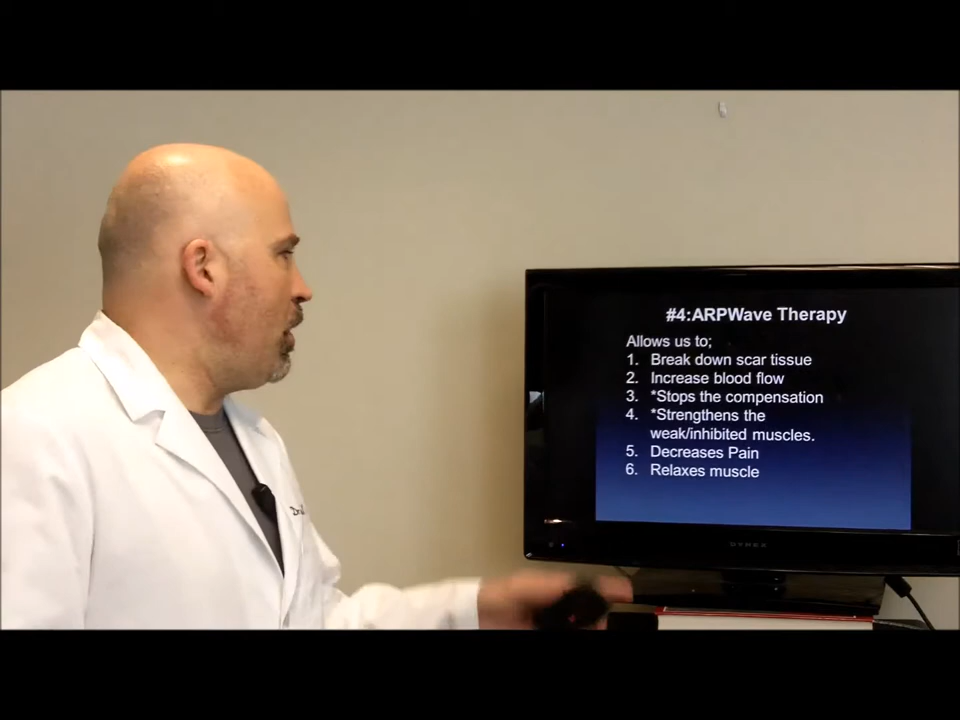 #4:ARPWave Therapy
Allows us to;
1. Break down scar tissue
2. Increase blood flow
3. *Stops the compensation
4. *Strengthens the
weak/inhibited muscles.
5. Decreases Pain
6. Relaxes muscle
DYNEX